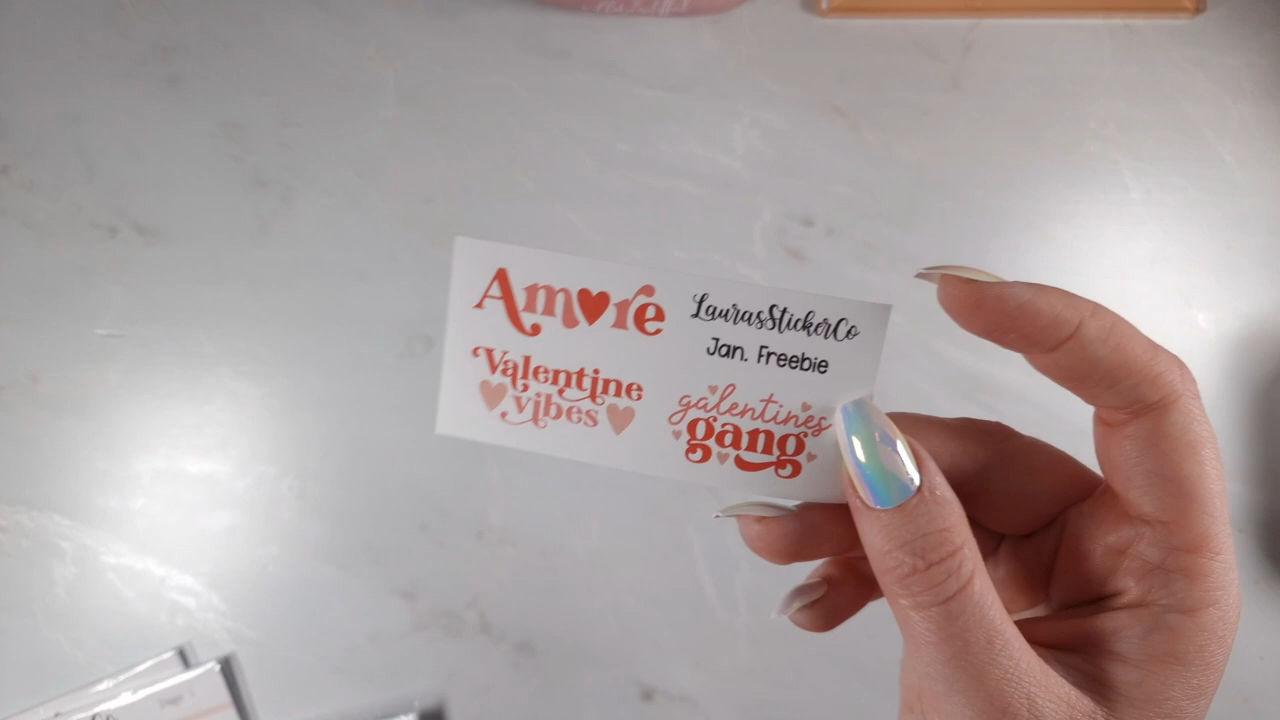 Amore
LaurasStickerCo
Jan. Freebie
Valentine
vibes
galentines
gang